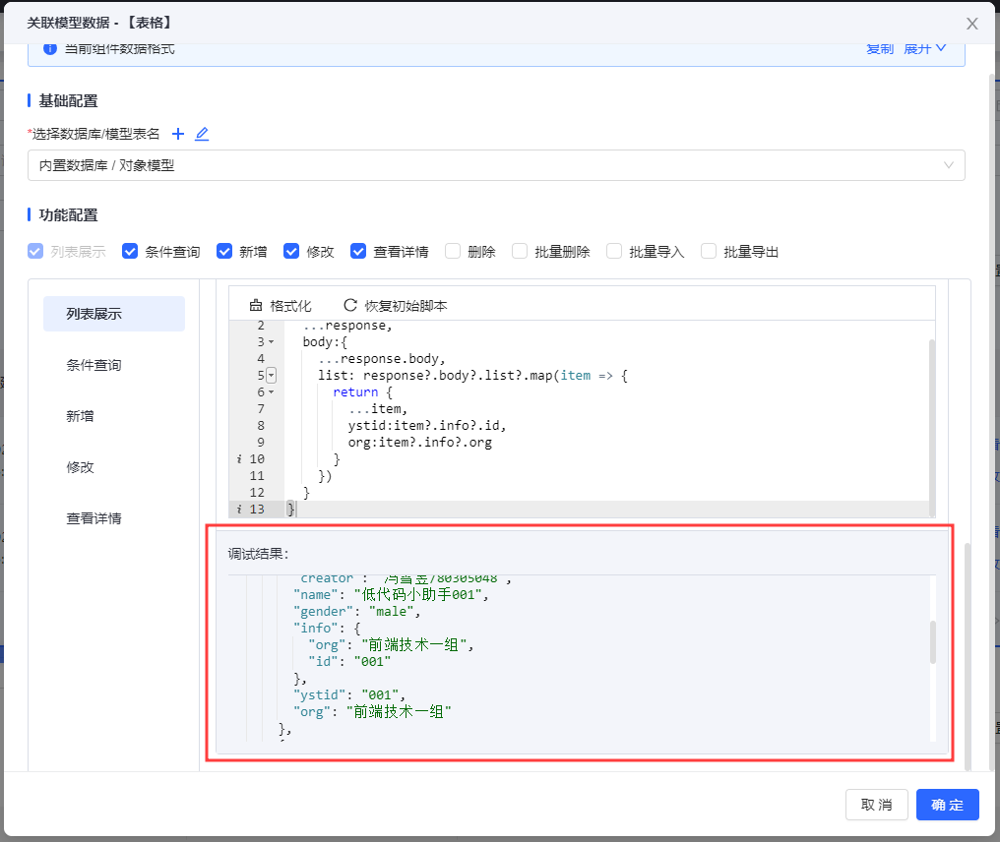 关联模型数据 - 【表格】
当前组件数据格式 复制 展开
基础配置
*选择数据库/模型表名
内置数据库 / 对象模型
功能配置
列表展示 条件查询 新增 修改 查看详情 删除 批量删除 批量导入 批量导出
列表展示
条件查询
新增
修改
查看详情
格式化 恢复初始脚本
2 ...response,
3 body:{
4 ...response.body,
5 list: response?.body?.list?.map(item => {
6 return {
7 ...item,
8 ystid:item?.info?.id,
9 org:item?.info?.org
i 10 }
11 })
12 }
i 13 }
调试结果:
"creator": "冯雪昱/80305048",
"name": "低代码小助手001",
"gender": "male",
"info": {
"org": "前端技术一组",
"id": "001"
},
"ystid": "001",
"org": "前端技术一组"
},
取 消 确 定